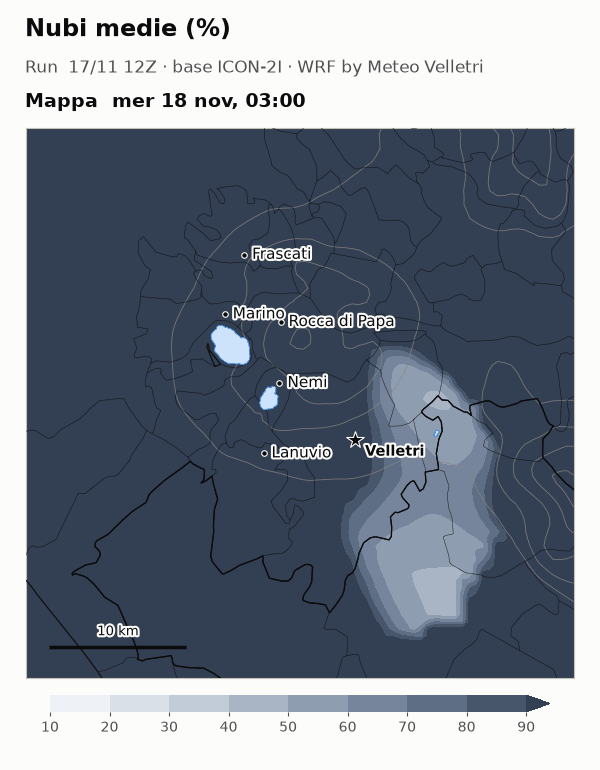 Nubi medie (%)
Run  17/11 12Z · base ICON-2I · WRF by Meteo Velletri
Mappa  mer 18 nov, 03:00
Frascati
Marino
Rocca di Papa
Nemi
Velletri
Lanuvio
10 km
10 20 30 40 50 60 70 80 90